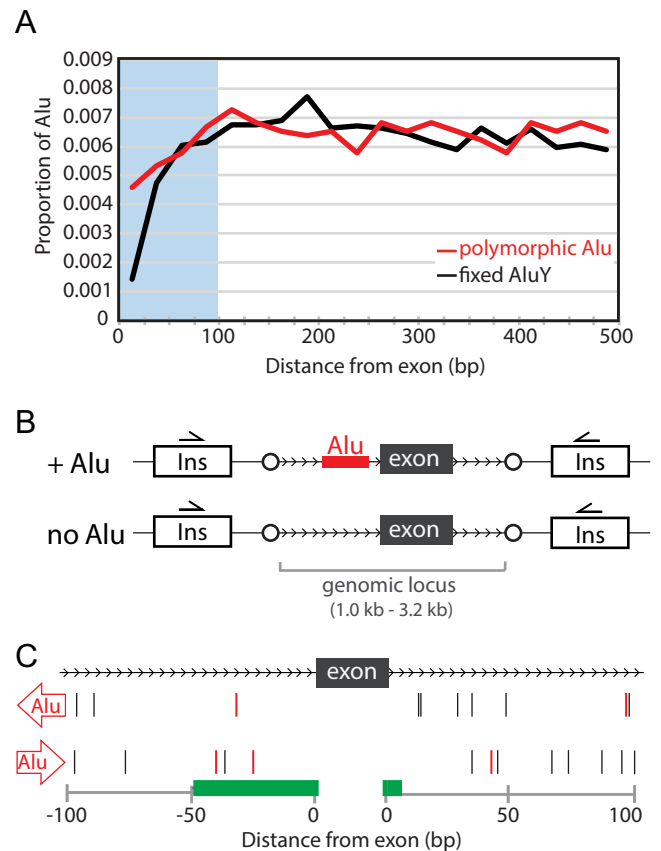 A
Proportion of Alu
0.009
0.008
0.007
0.006
0.005
0.004
0.003
0.002
0.001
0
polymorphic Alu
fixed AluY
0 100 200 300 400 500
Distance from exon (bp)
B
+ Alu
Ins
Alu
exon
Ins
no Alu
Ins
exon
Ins
genomic locus
(1.0 kb - 3.2 kb)
C
exon
Alu
Alu
-100 -50 0 0 50 100
Distance from exon (bp)